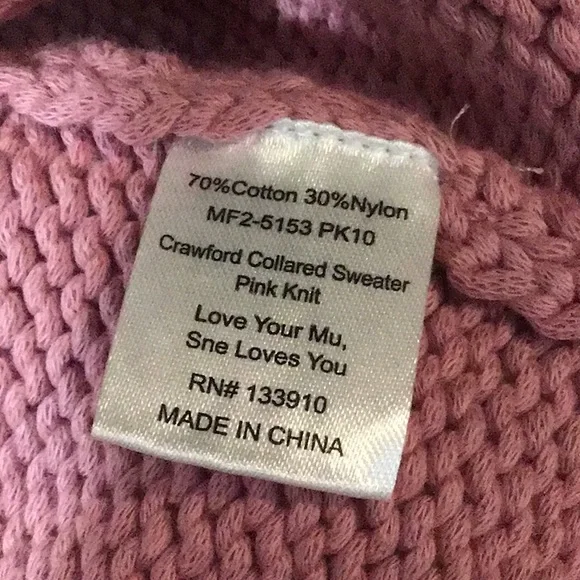 70%Cotton 30%Nylon
MF2-5153 PK10
Crawford Collared Sweater
Pink Knit
Love Your Mu,
Sne Loves You
RN# 133910
MADE IN CHINA